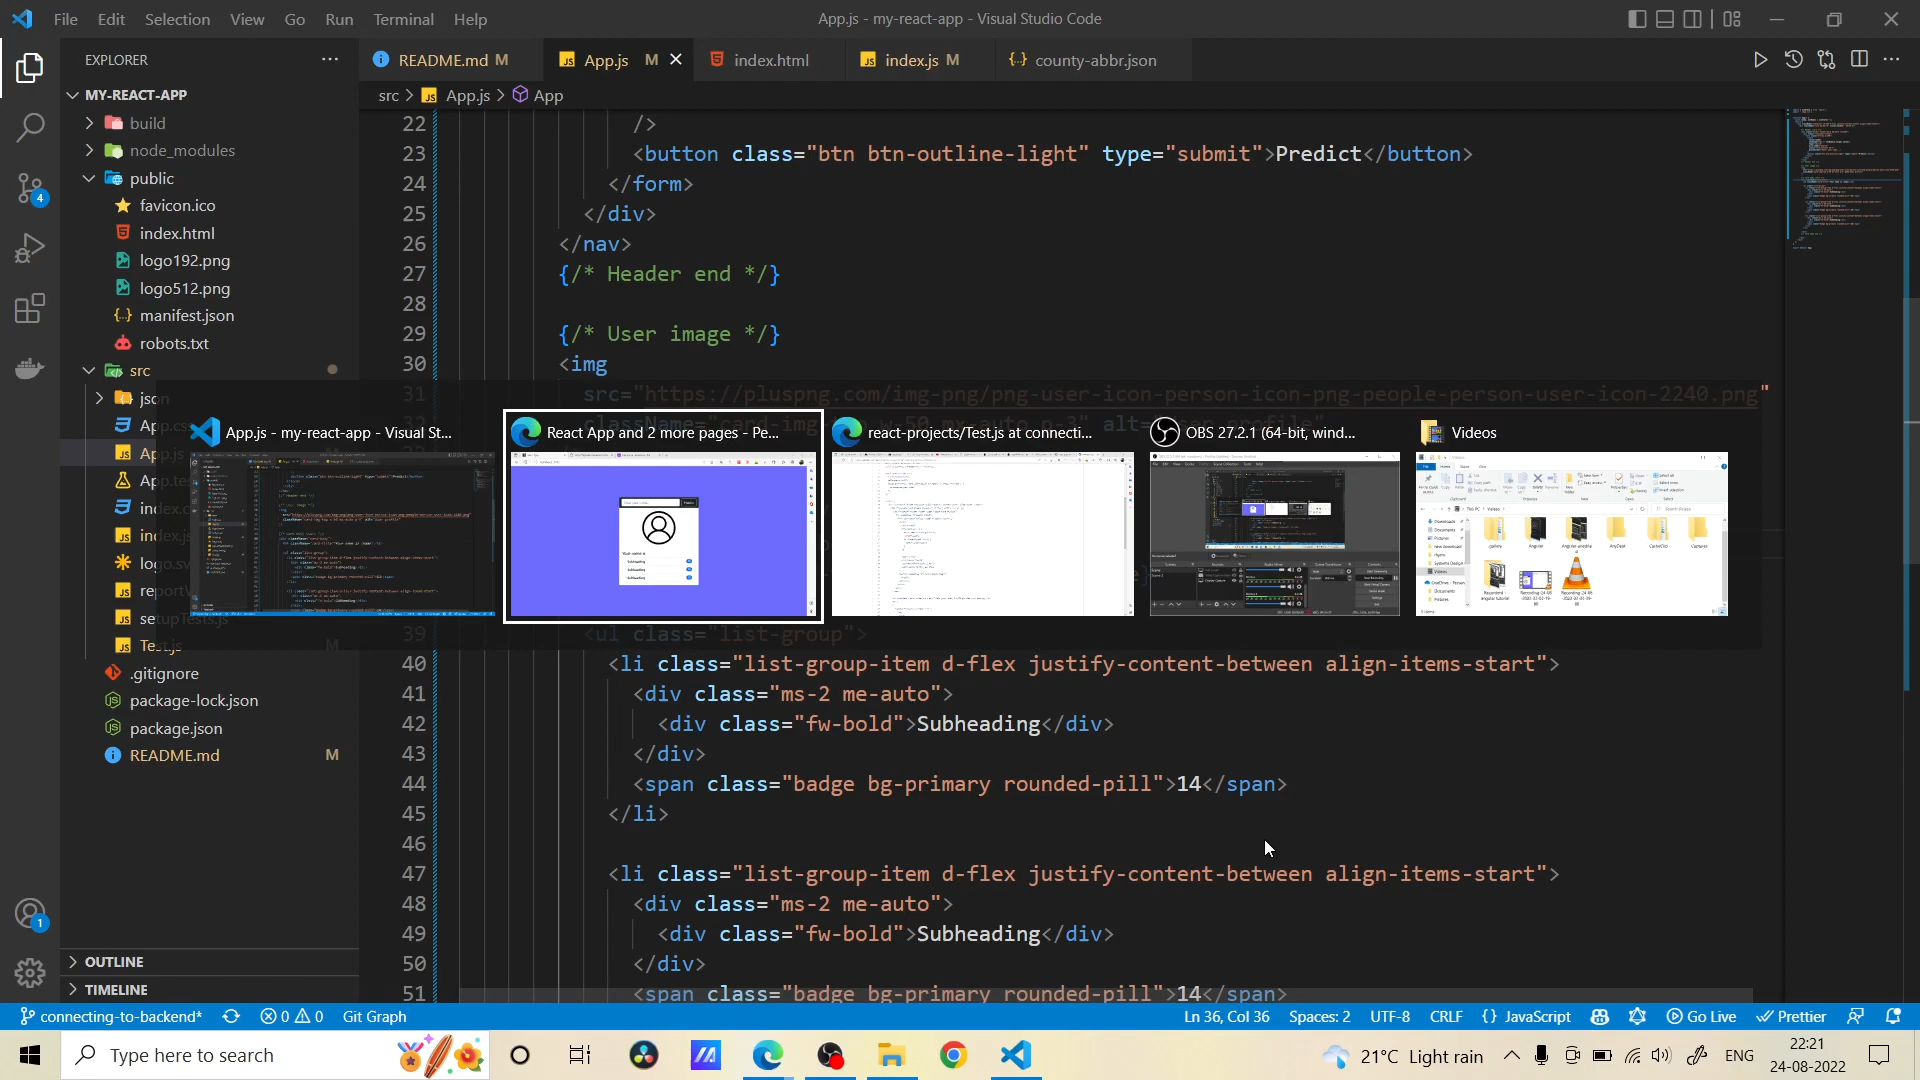 File Edit Selection View Go Run Terminal Help
App.js - my-react-app - Visual Studio Code
EXPLORER
README.md M
App.js M
index.html
index.js M
county-abbr.json
src > App.js > App
MY-REACT-APP
build
node_modules
public
favicon.ico
index.html
logo192.png
logo512.png
manifest.json
robots.txt
src
App.js
Test.js M
.gitignore
package-lock.json
package.json
README.md M
OUTLINE
TIMELINE
22 />
23 <button class="btn btn-outline-light" type="submit">Predict</button>
24 </form>
25 </div>
26 </nav>
27 {/* Header end */}
28
29 {/* User image */}
30 <img
31 src="https://pluspng.com/img-png/png-user-icon-person-icon-png-people-person-user-icon-2240.png"
App.js - my-react-app - Visual St...
React App and 2 more pages - Pe...
react-projects/Test.js at connecti...
OBS 27.2.1 (64-bit, wind...
Videos
39 <ul class="list-group">
40 <li class="list-group-item d-flex justify-content-between align-items-start">
41 <div class="ms-2 me-auto">
42 <div class="fw-bold">Subheading</div>
43 </div>
44 <span class="badge bg-primary rounded-pill">14</span>
45 </li>
46
47 <li class="list-group-item d-flex justify-content-between align-items-start">
48 <div class="ms-2 me-auto">
49 <div class="fw-bold">Subheading</div>
50 </div>
51 <span class="badge bg-primary rounded-pill">14</span>
4
1
connecting-to-backend* 0 0 Git Graph
Ln 36, Col 36 Spaces: 2 UTF-8 CRLF {} JavaScript Go Live Prettier
Type here to search
21°C Light rain
ENG
22:21
24-08-2022